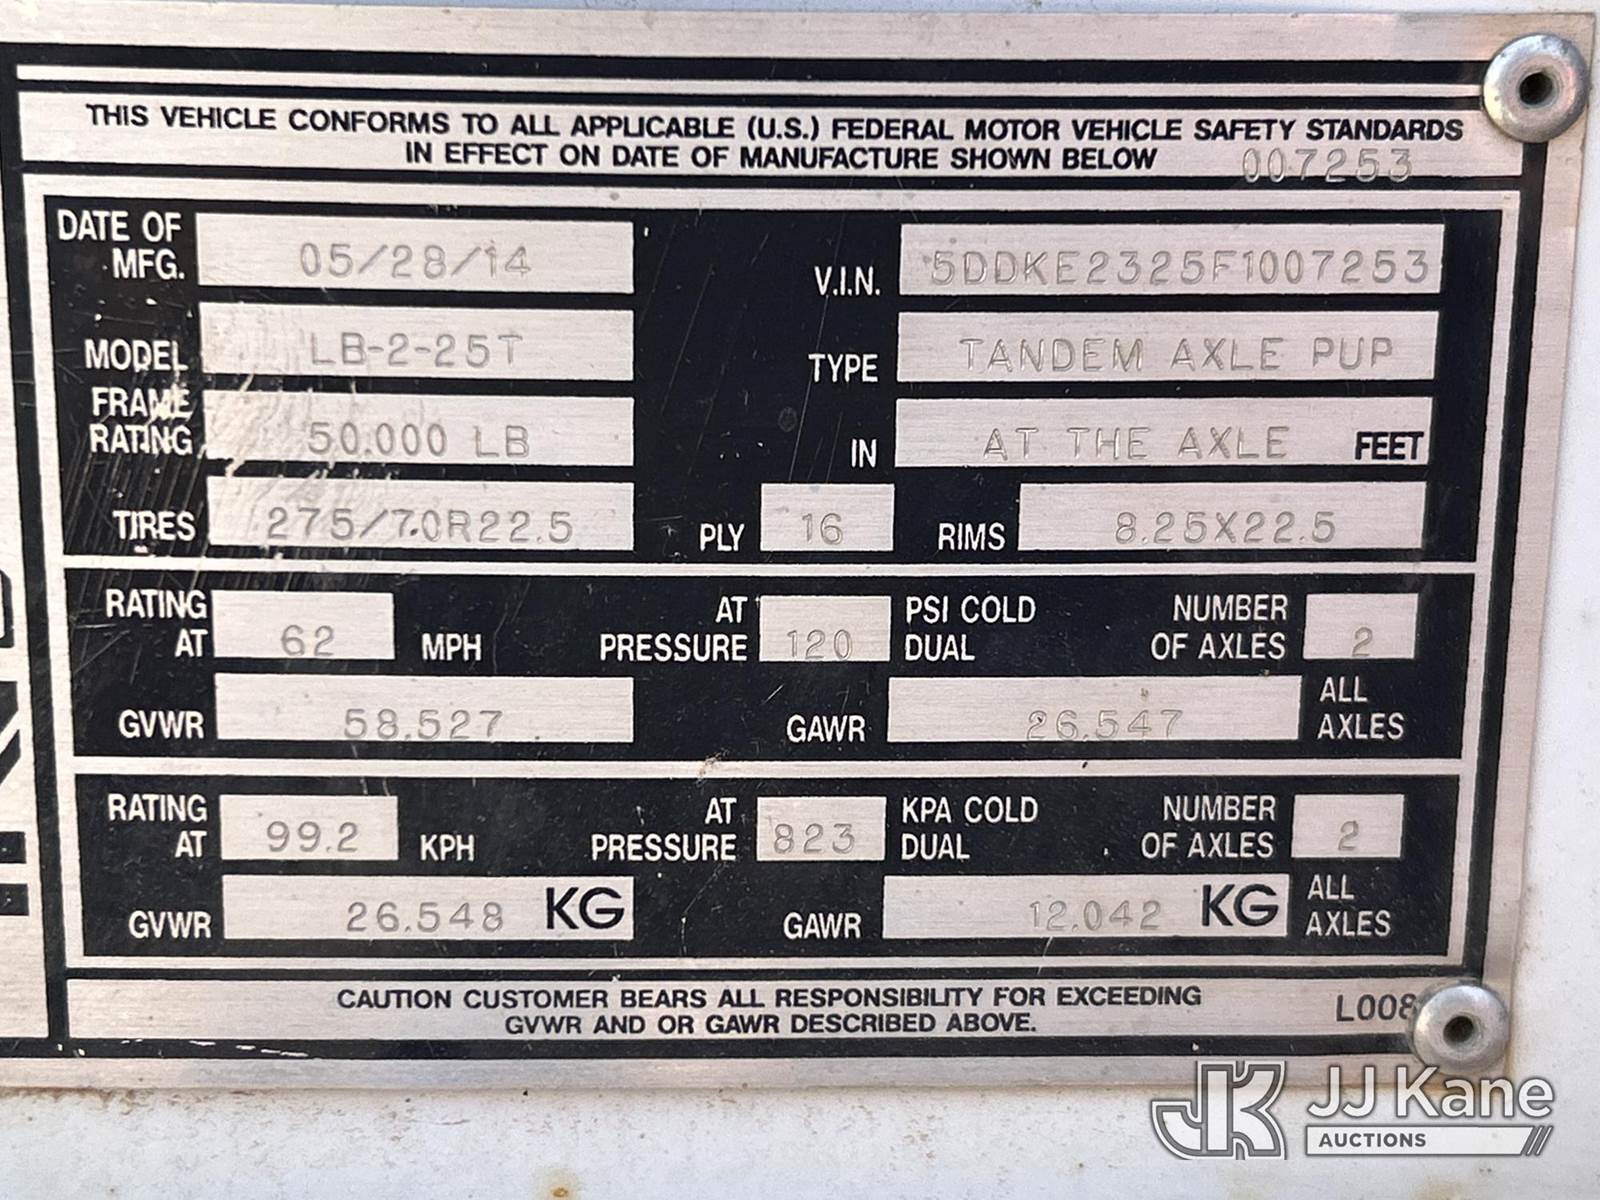 THIS VEHICLE CONFORMS TO ALL APPLICABLE (U.S.) FEDERAL MOTOR VEHICLE SAFETY STANDARDS
IN EFFECT ON DATE OF MANUFACTURE SHOWN BELOW 007253
DATE OF MFG. 05/28/14 V.I.N. 5DDKE2325F1007253
MODEL LB-2-25T TYPE TANDEM AXLE PUP
FRAME RATING 50.000 LB IN AT THE AXLE FEET
TIRES 275/70R22.5 PLY 16 RIMS 8.25X22.5
RATING AT 62 MPH AT PRESSURE 120 PSI COLD DUAL NUMBER OF AXLES 2
GVWR 58.527 GAWR 26.547 ALL AXLES
RATING AT 99.2 KPH AT PRESSURE 823 KPA COLD DUAL NUMBER OF AXLES 2
GVWR 26.548 KG GAWR 12.042 KG ALL AXLES
CAUTION CUSTOMER BEARS ALL RESPONSIBILITY FOR EXCEEDING
GVWR AND OR GAWR DESCRIBED ABOVE.
L008
JK JJ Kane
AUCTIONS